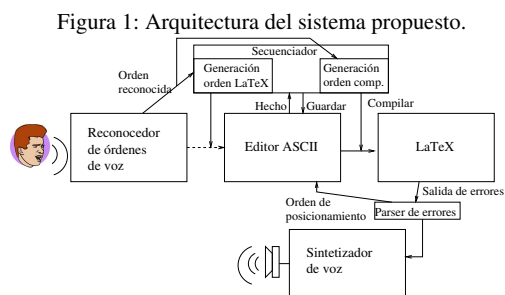 Figura 1: Arquitectura del sistema propuesto.
Secuenciador
Orden
reconocida
Generación
orden LaTeX
Generación
orden comp.
Hecho
Guardar
Compilar
Reconocedor
de órdenes
de voz
Editor ASCII
LaTeX
Salida de errores
Orden de
posicionamiento
Parser de errores
Sintetizador
de voz